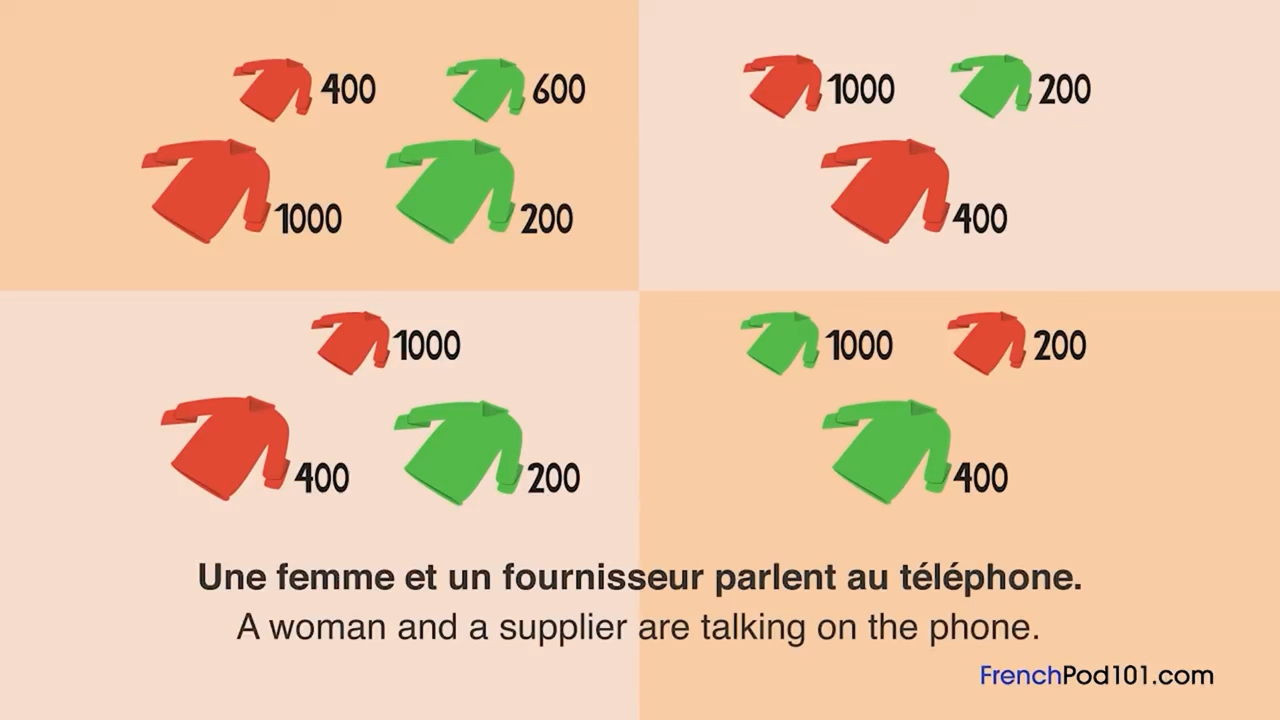 400 600 1000 200
1000 200 1000 400
1000 1000 200
400 200 400
Une femme et un fournisseur parlent au téléphone.
A woman and a supplier are talking on the phone.
FrenchPod101.com